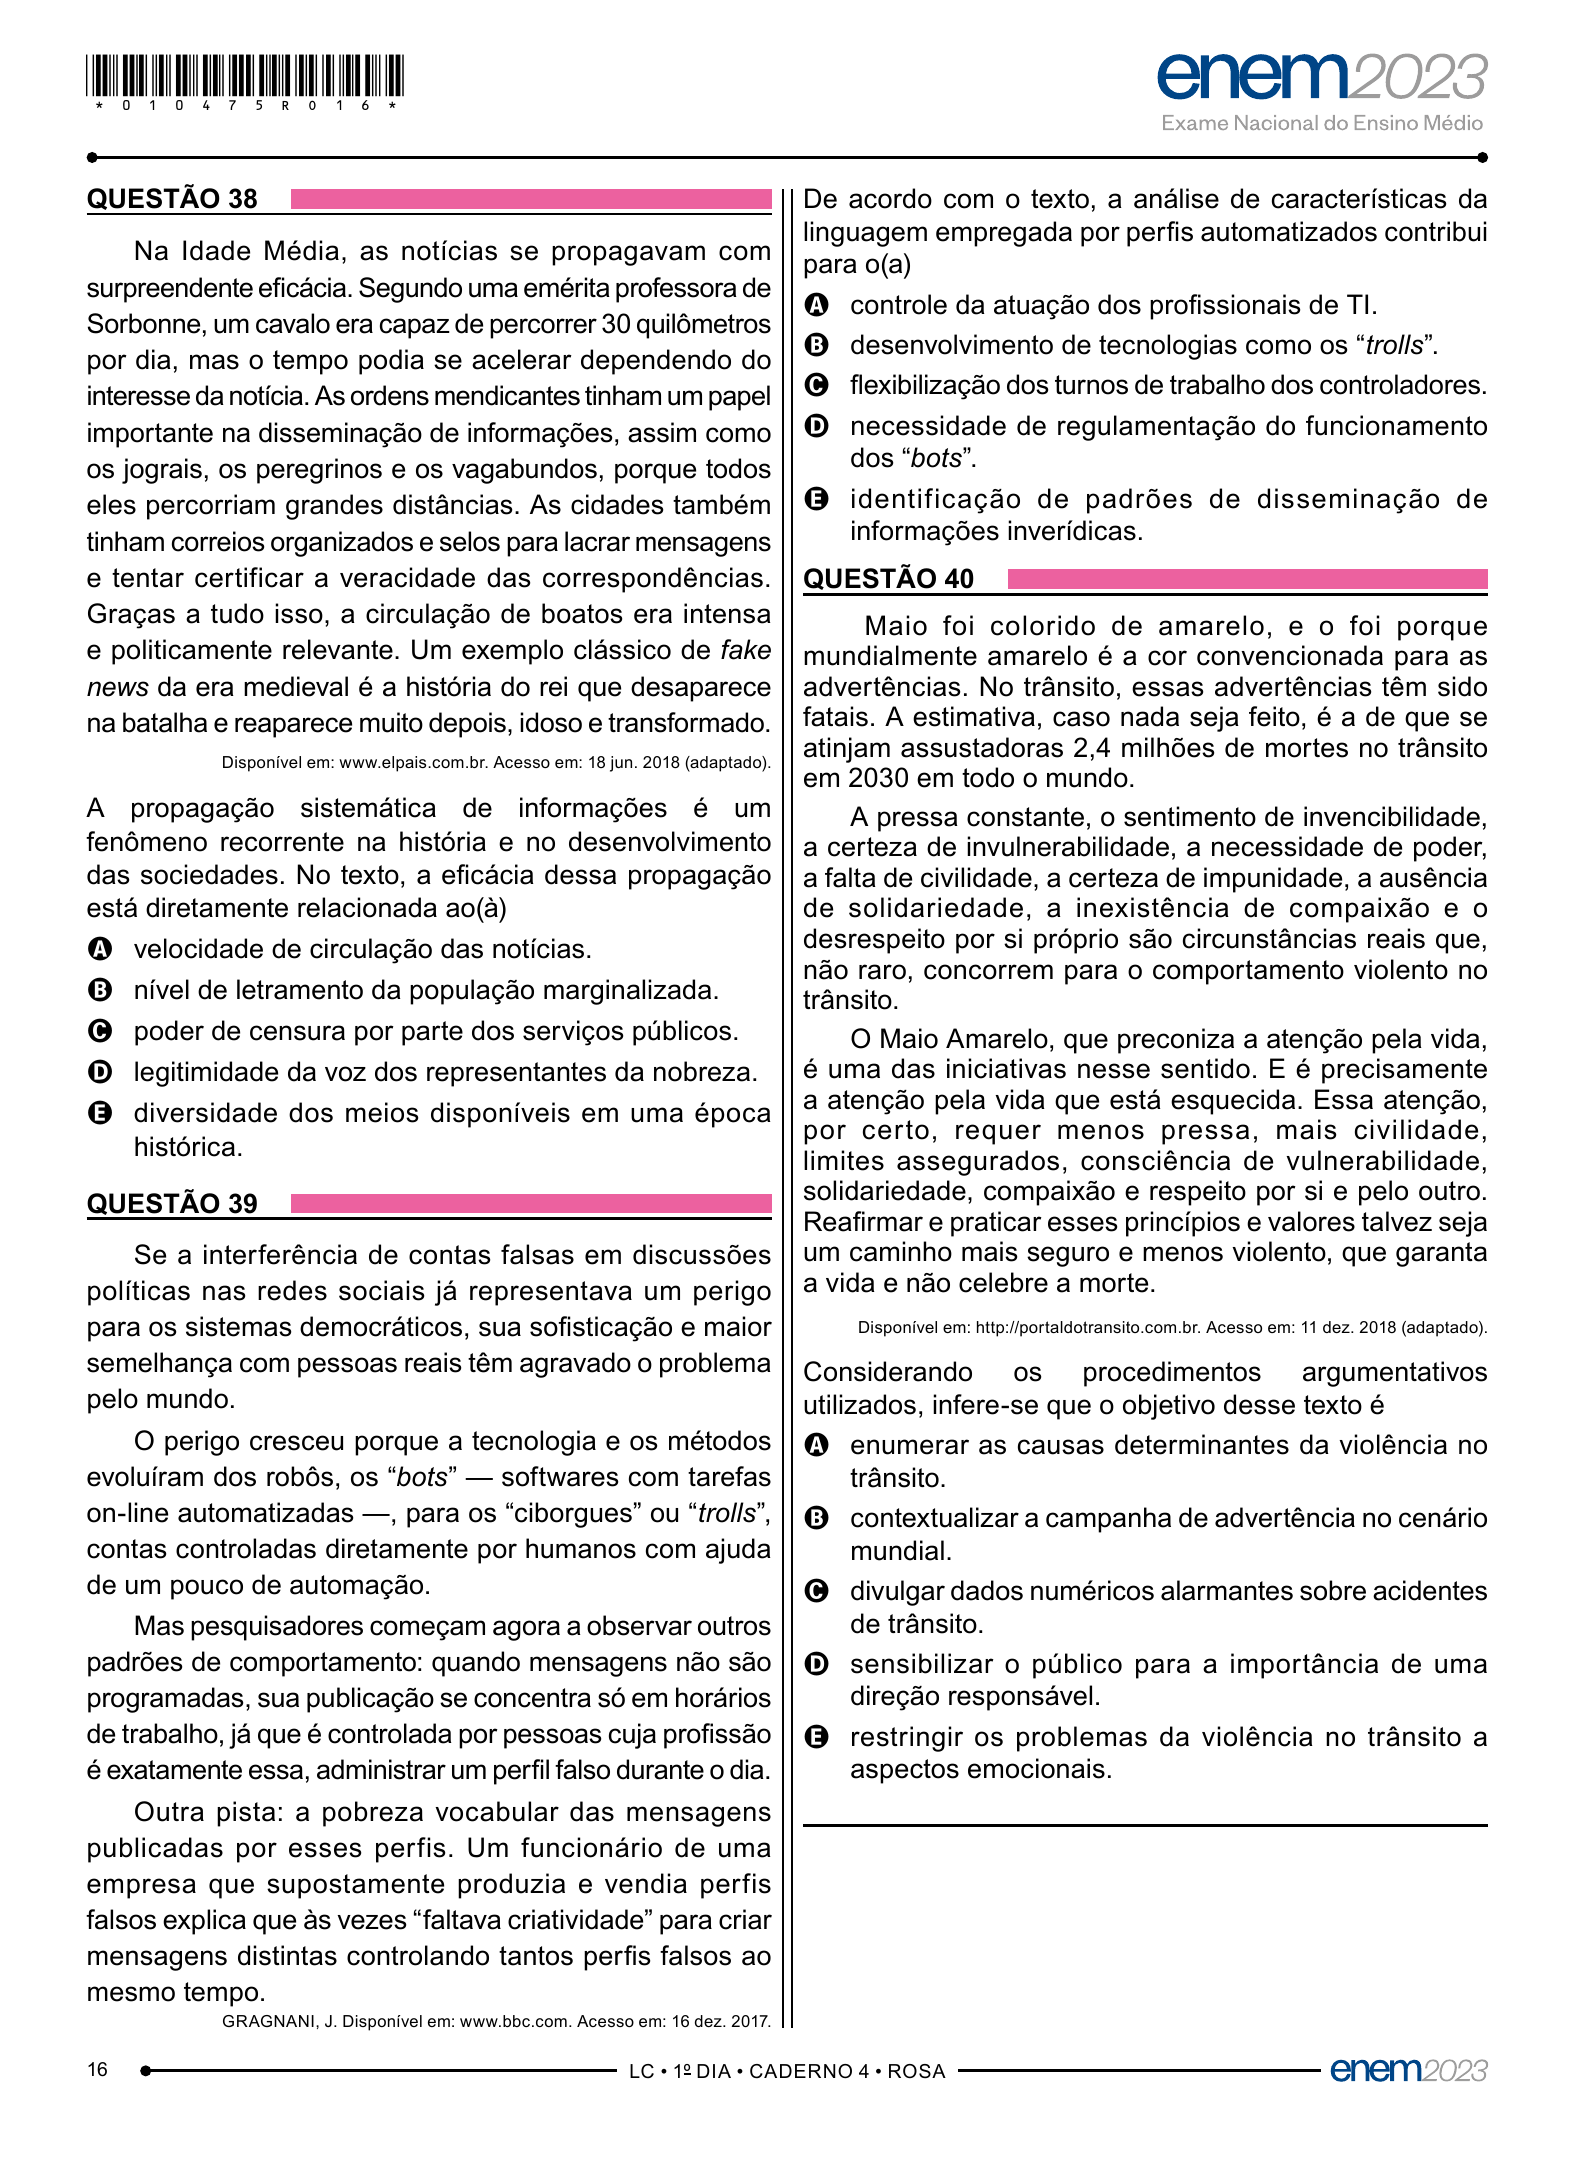 *010475R016*
enem2023
Exame Nacional do Ensino Médio
QUESTÃO 38
Na Idade Média, as notícias se propagavam com
surpreendente eficácia. Segundo uma emérita professora de
Sorbonne, um cavalo era capaz de percorrer 30 quilômetros
por dia, mas o tempo podia se acelerar dependendo do
interesse da notícia. As ordens mendicantes tinham um papel
importante na disseminação de informações, assim como
os jograis, os peregrinos e os vagabundos, porque todos
eles percorriam grandes distâncias. As cidades também
tinham correios organizados e selos para lacrar mensagens
e tentar certificar a veracidade das correspondências.
Graças a tudo isso, a circulação de boatos era intensa
e politicamente relevante. Um exemplo clássico de fake
news da era medieval é a história do rei que desaparece
na batalha e reaparece muito depois, idoso e transformado.
Disponível em: www.elpais.com.br. Acesso em: 18 jun. 2018 (adaptado).
A propagação sistemática de informações é um
fenômeno recorrente na história e no desenvolvimento
das sociedades. No texto, a eficácia dessa propagação
está diretamente relacionada ao(à)
A velocidade de circulação das notícias.
B nível de letramento da população marginalizada.
C poder de censura por parte dos serviços públicos.
D legitimidade da voz dos representantes da nobreza.
E diversidade dos meios disponíveis em uma época
histórica.
QUESTÃO 39
Se a interferência de contas falsas em discussões
políticas nas redes sociais já representava um perigo
para os sistemas democráticos, sua sofisticação e maior
semelhança com pessoas reais têm agravado o problema
pelo mundo.
O perigo cresceu porque a tecnologia e os métodos
evoluíram dos robôs, os “bots” — softwares com tarefas
on-line automatizadas —, para os “ciborgues” ou “trolls”,
contas controladas diretamente por humanos com ajuda
de um pouco de automação.
Mas pesquisadores começam agora a observar outros
padrões de comportamento: quando mensagens não são
programadas, sua publicação se concentra só em horários
de trabalho, já que é controlada por pessoas cuja profissão
é exatamente essa, administrar um perfil falso durante o dia.
Outra pista: a pobreza vocabular das mensagens
publicadas por esses perfis. Um funcionário de uma
empresa que supostamente produzia e vendia perfis
falsos explica que às vezes “faltava criatividade” para criar
mensagens distintas controlando tantos perfis falsos ao
mesmo tempo.
GRAGNANI, J. Disponível em: www.bbc.com. Acesso em: 16 dez. 2017.
De acordo com o texto, a análise de características da
linguagem empregada por perfis automatizados contribui
para o(a)
A controle da atuação dos profissionais de TI.
B desenvolvimento de tecnologias como os “trolls”.
C flexibilização dos turnos de trabalho dos controladores.
D necessidade de regulamentação do funcionamento
dos “bots”.
E identificação de padrões de disseminação de
informações inverídicas.
QUESTÃO 40
Maio foi colorido de amarelo, e o foi porque
mundialmente amarelo é a cor convencionada para as
advertências. No trânsito, essas advertências têm sido
fatais. A estimativa, caso nada seja feito, é a de que se
atinjam assustadoras 2,4 milhões de mortes no trânsito
em 2030 em todo o mundo.
A pressa constante, o sentimento de invencibilidade,
a certeza de invulnerabilidade, a necessidade de poder,
a falta de civilidade, a certeza de impunidade, a ausência
de solidariedade, a inexistência de compaixão e o
desrespeito por si próprio são circunstâncias reais que,
não raro, concorrem para o comportamento violento no
trânsito.
O Maio Amarelo, que preconiza a atenção pela vida,
é uma das iniciativas nesse sentido. E é precisamente
a atenção pela vida que está esquecida. Essa atenção,
por certo, requer menos pressa, mais civilidade,
limites assegurados, consciência de vulnerabilidade,
solidariedade, compaixão e respeito por si e pelo outro.
Reafirmar e praticar esses princípios e valores talvez seja
um caminho mais seguro e menos violento, que garanta
a vida e não celebre a morte.
Disponível em: http://portaldotransito.com.br. Acesso em: 11 dez. 2018 (adaptado).
Considerando os procedimentos argumentativos
utilizados, infere-se que o objetivo desse texto é
A enumerar as causas determinantes da violência no
trânsito.
B contextualizar a campanha de advertência no cenário
mundial.
C divulgar dados numéricos alarmantes sobre acidentes
de trânsito.
D sensibilizar o público para a importância de uma
direção responsável.
E restringir os problemas da violência no trânsito a
aspectos emocionais.
16
LC • 1º DIA • CADERNO 4 • ROSA
enem2023